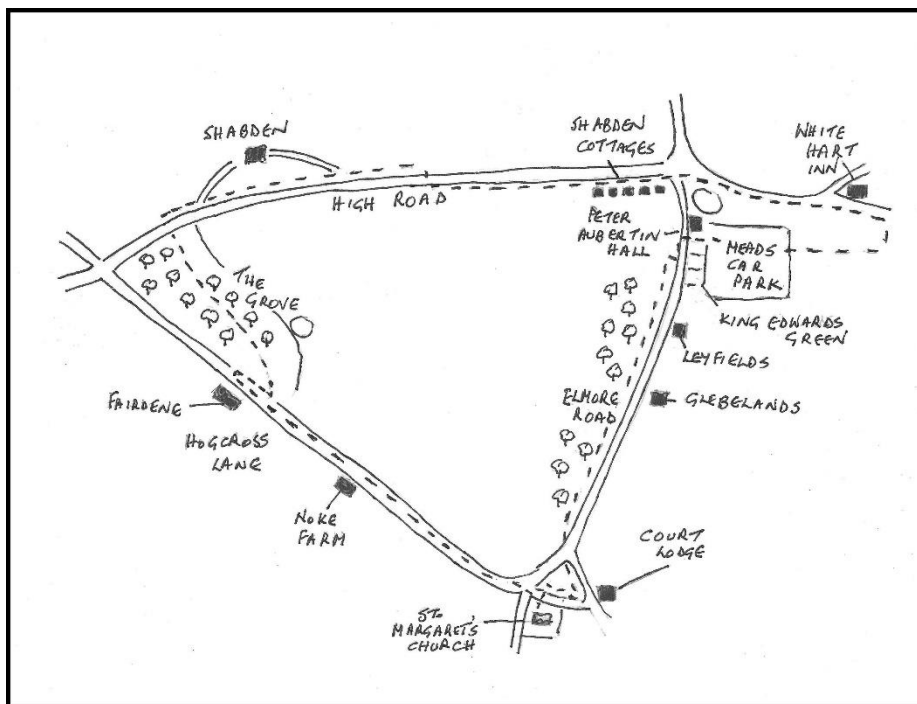 SHABDEN
SHABDEN
COTTAGES
WHITE
HART
INN
HIGH ROAD
PETER
AUBERTIN
HALL
MEADS
CAR
PARK
THE
GROVE
KING EDWARDS
GREEN
LEYFIELDS
FAIRDENE
ELMORE
ROAD
GLEBELANDS
HOGCROSS
LANE
NOKE
FARM
COURT
LODGE
ST.
MARGARET'S
CHURCH